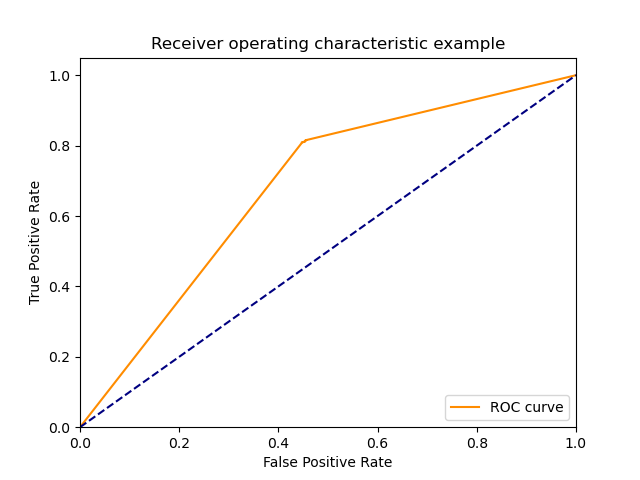 Receiver operating characteristic example
True Positive Rate
1.0
0.8
0.6
0.4
0.2
0.0
0.0 0.2 0.4 0.6 0.8 1.0
False Positive Rate
ROC curve